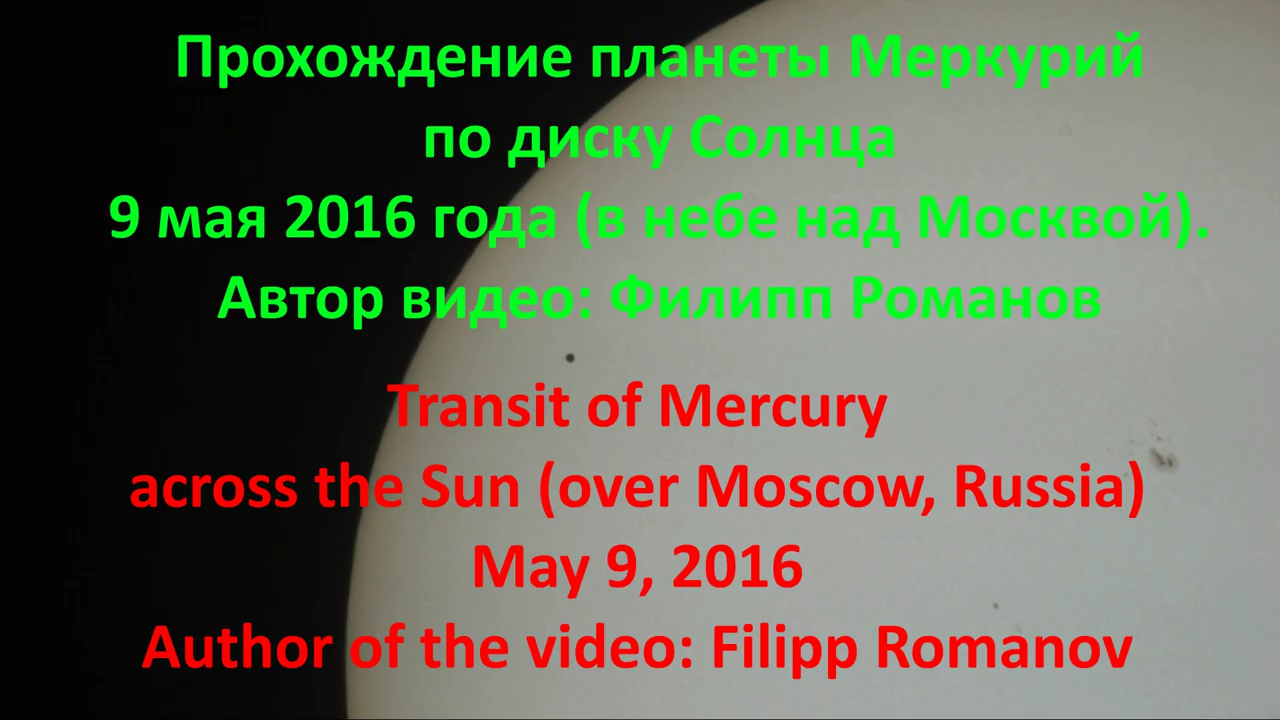 Прохождение планеты Меркурий
по диску Солнца
9 мая 2016 года (в небе над Москвой).
Автор видео: Филипп Романов
Transit of Mercury
across the Sun (over Moscow, Russia)
May 9, 2016
Author of the video: Filipp Romanov